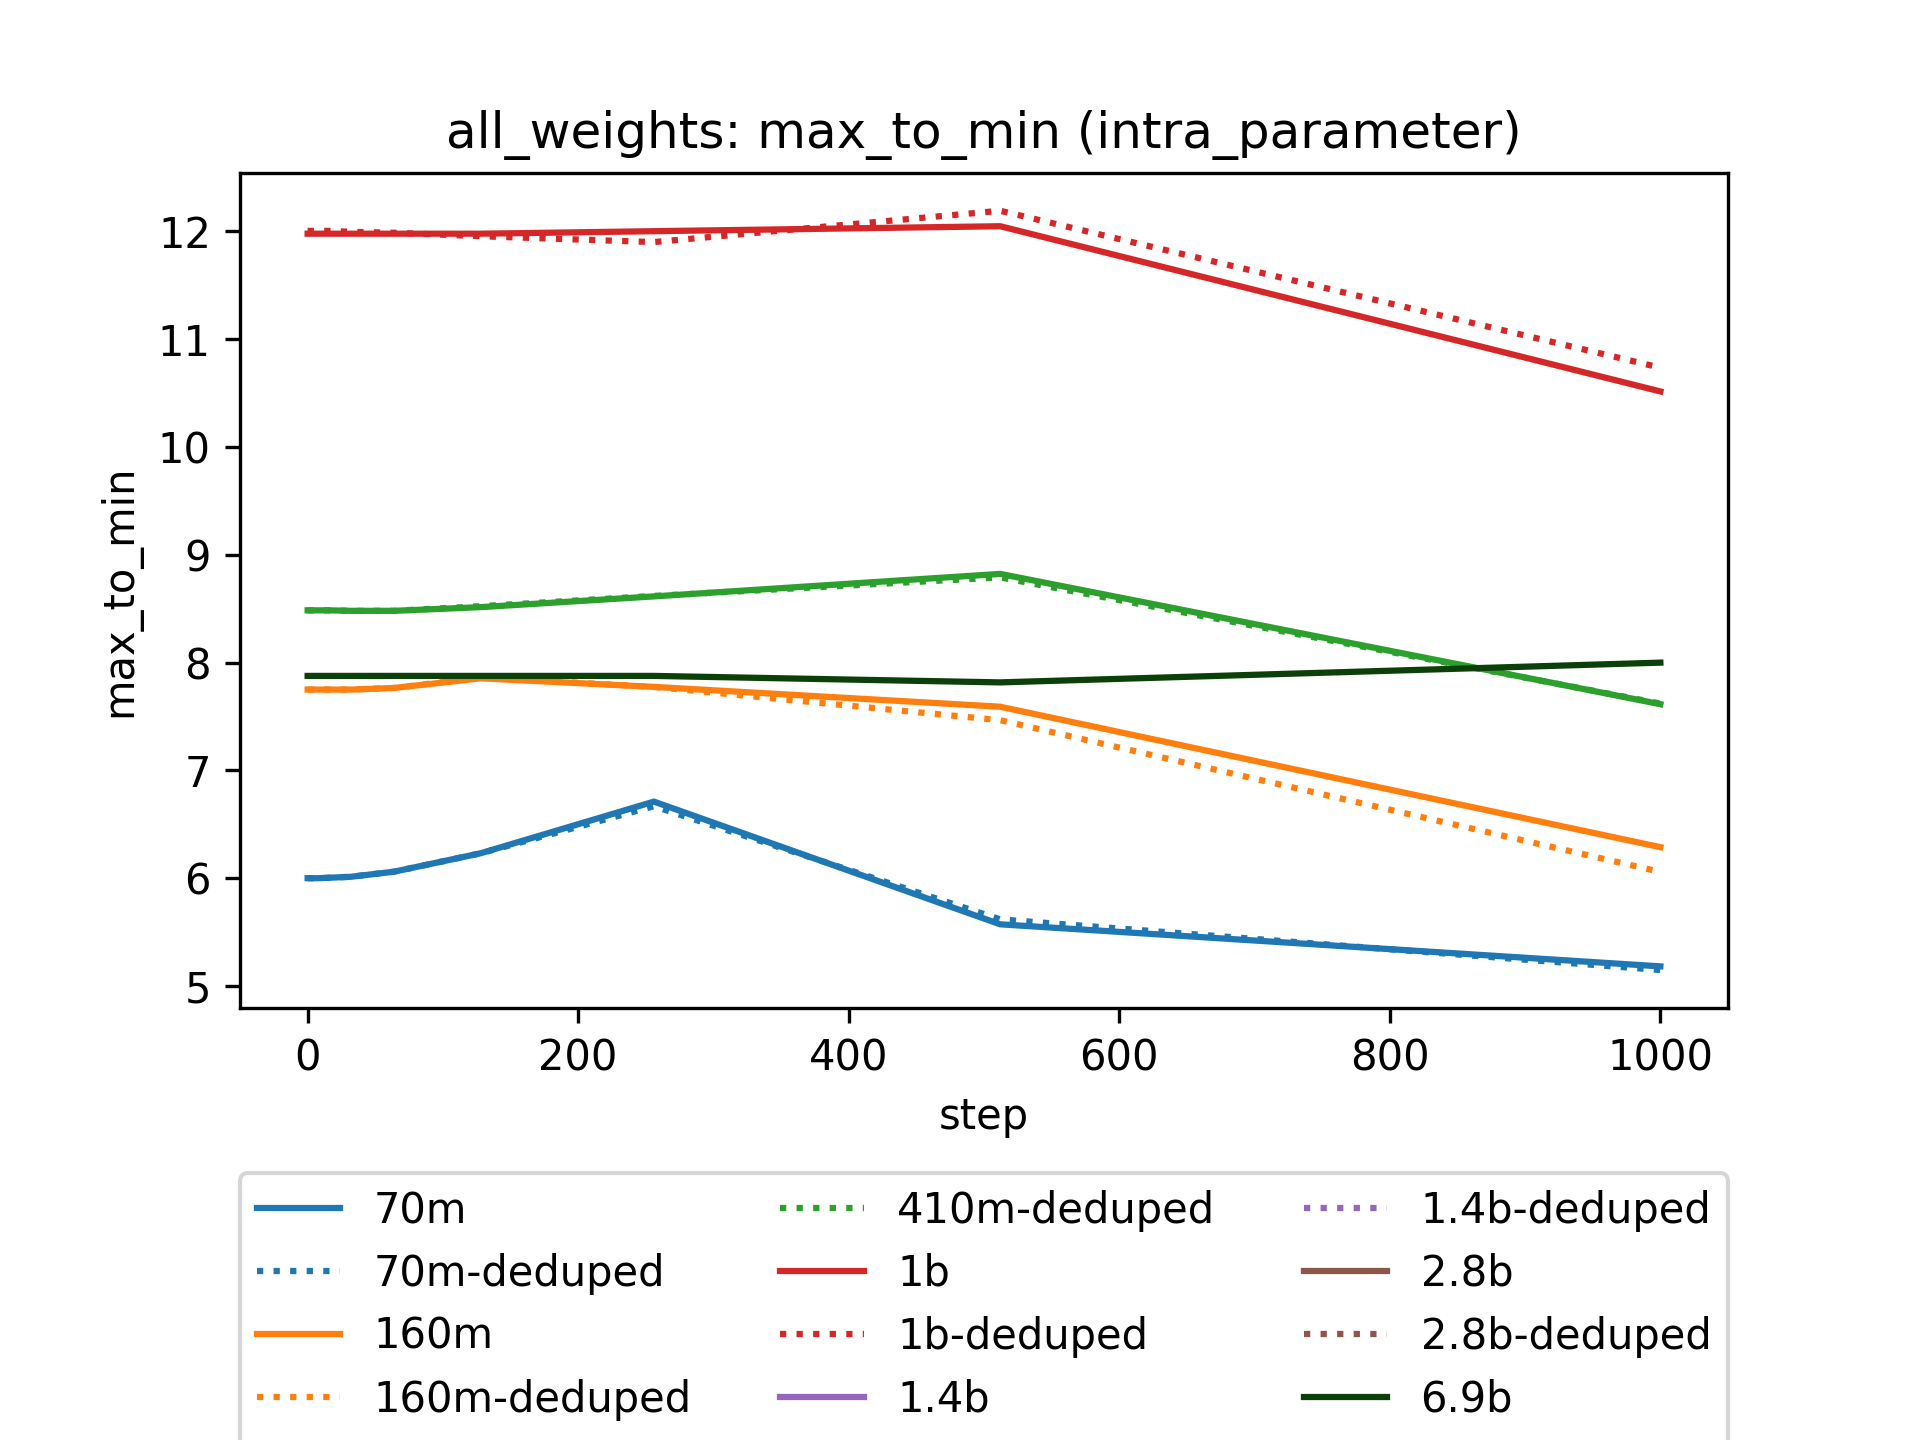 all_weights: max_to_min (intra_parameter)
max_to_min
12
11
10
9
8
7
6
5
0 200 400 600 800 1000
step
70m
70m-deduped
160m
160m-deduped
410m-deduped
1b
1b-deduped
1.4b
1.4b-deduped
2.8b
2.8b-deduped
6.9b